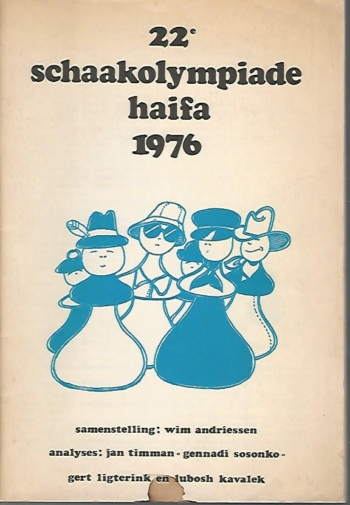 22e
schaakolympiade
haifa
1976
samenstelling: wim andriessen
analyses: jan timman - gennadi sosonko -
gert ligterink en lubosh kavalek